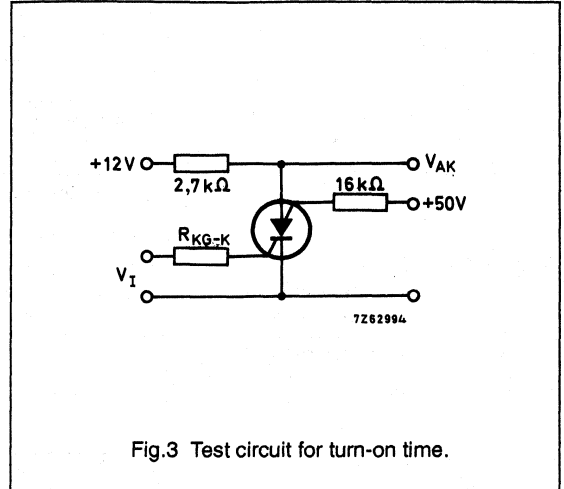 +12V
V_AK
2,7kΩ
16kΩ
+50V
R_KG-K
V_I
7Z62994
Fig.3 Test circuit for turn-on time.